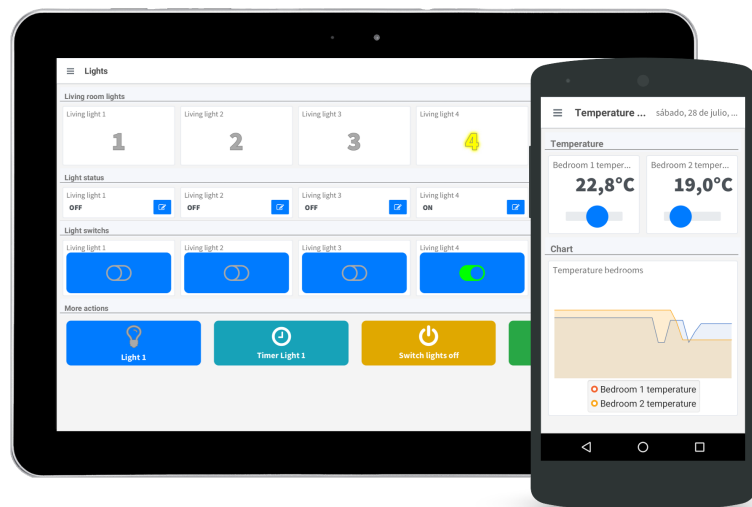 Lights
Living room lights
Living light 1
Living light 2
Living light 3
Living light 4
1
2
3
4
Light status
Living light 1
Living light 2
Living light 3
Living light 4
OFF
OFF
OFF
ON
Light switchs
Living light 1
Living light 2
Living light 3
Living light 4
More actions
Light 1
Timer Light 1
Switch lights off
Temperature ... sábado, 28 de julio, ...
Temperature
Bedroom 1 temper...
Bedroom 2 temper...
22,8°C
19,0°C
Chart
Temperature bedrooms
Bedroom 1 temperature
Bedroom 2 temperature